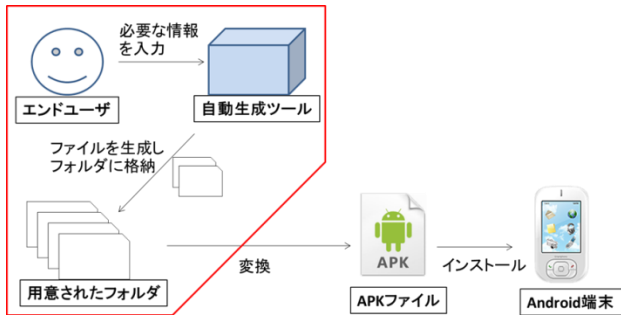 必要な情報
を入力
エンドユーザ
自動生成ツール
ファイルを生成し
フォルダに格納
用意されたフォルダ
変換
APK
APKファイル
インストール
Android端末